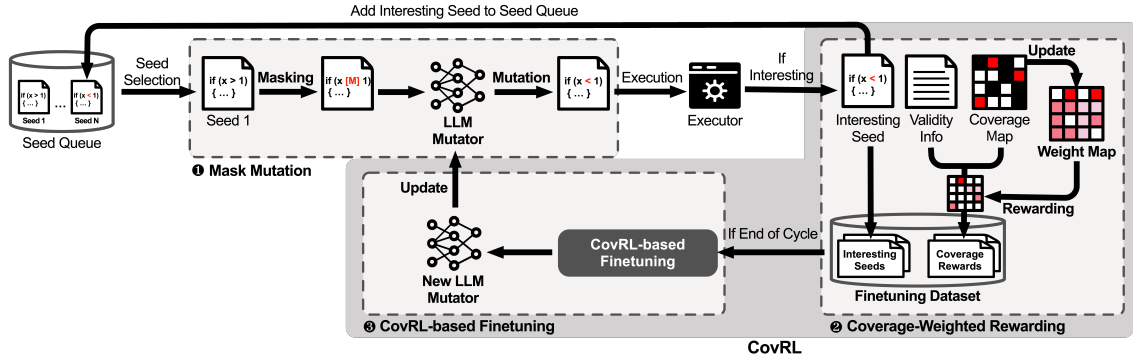 Add Interesting Seed to Seed Queue
if (x > 1)
{ … }
Seed 1
...
if (x < 1)
{ … }
Seed N
Seed Queue
Seed
Selection
if (x > 1)
{ … }
Seed 1
Masking
if (x [M] 1)
{ … }
LLM
Mutator
Mutation
if (x < 1)
{ … }
❶ Mask Mutation
Execution
Executor
If
Interesting
if (x < 1)
{ … }
Interesting
Seed
Validity
Info
Coverage
Map
Update
Weight Map
Rewarding
Interesting
Seeds
Coverage
Rewards
Finetuning Dataset
❷ Coverage-Weighted Rewarding
If End of Cycle
CovRL-based
Finetuning
New LLM
Mutator
Update
❸ CovRL-based Finetuning
CovRL